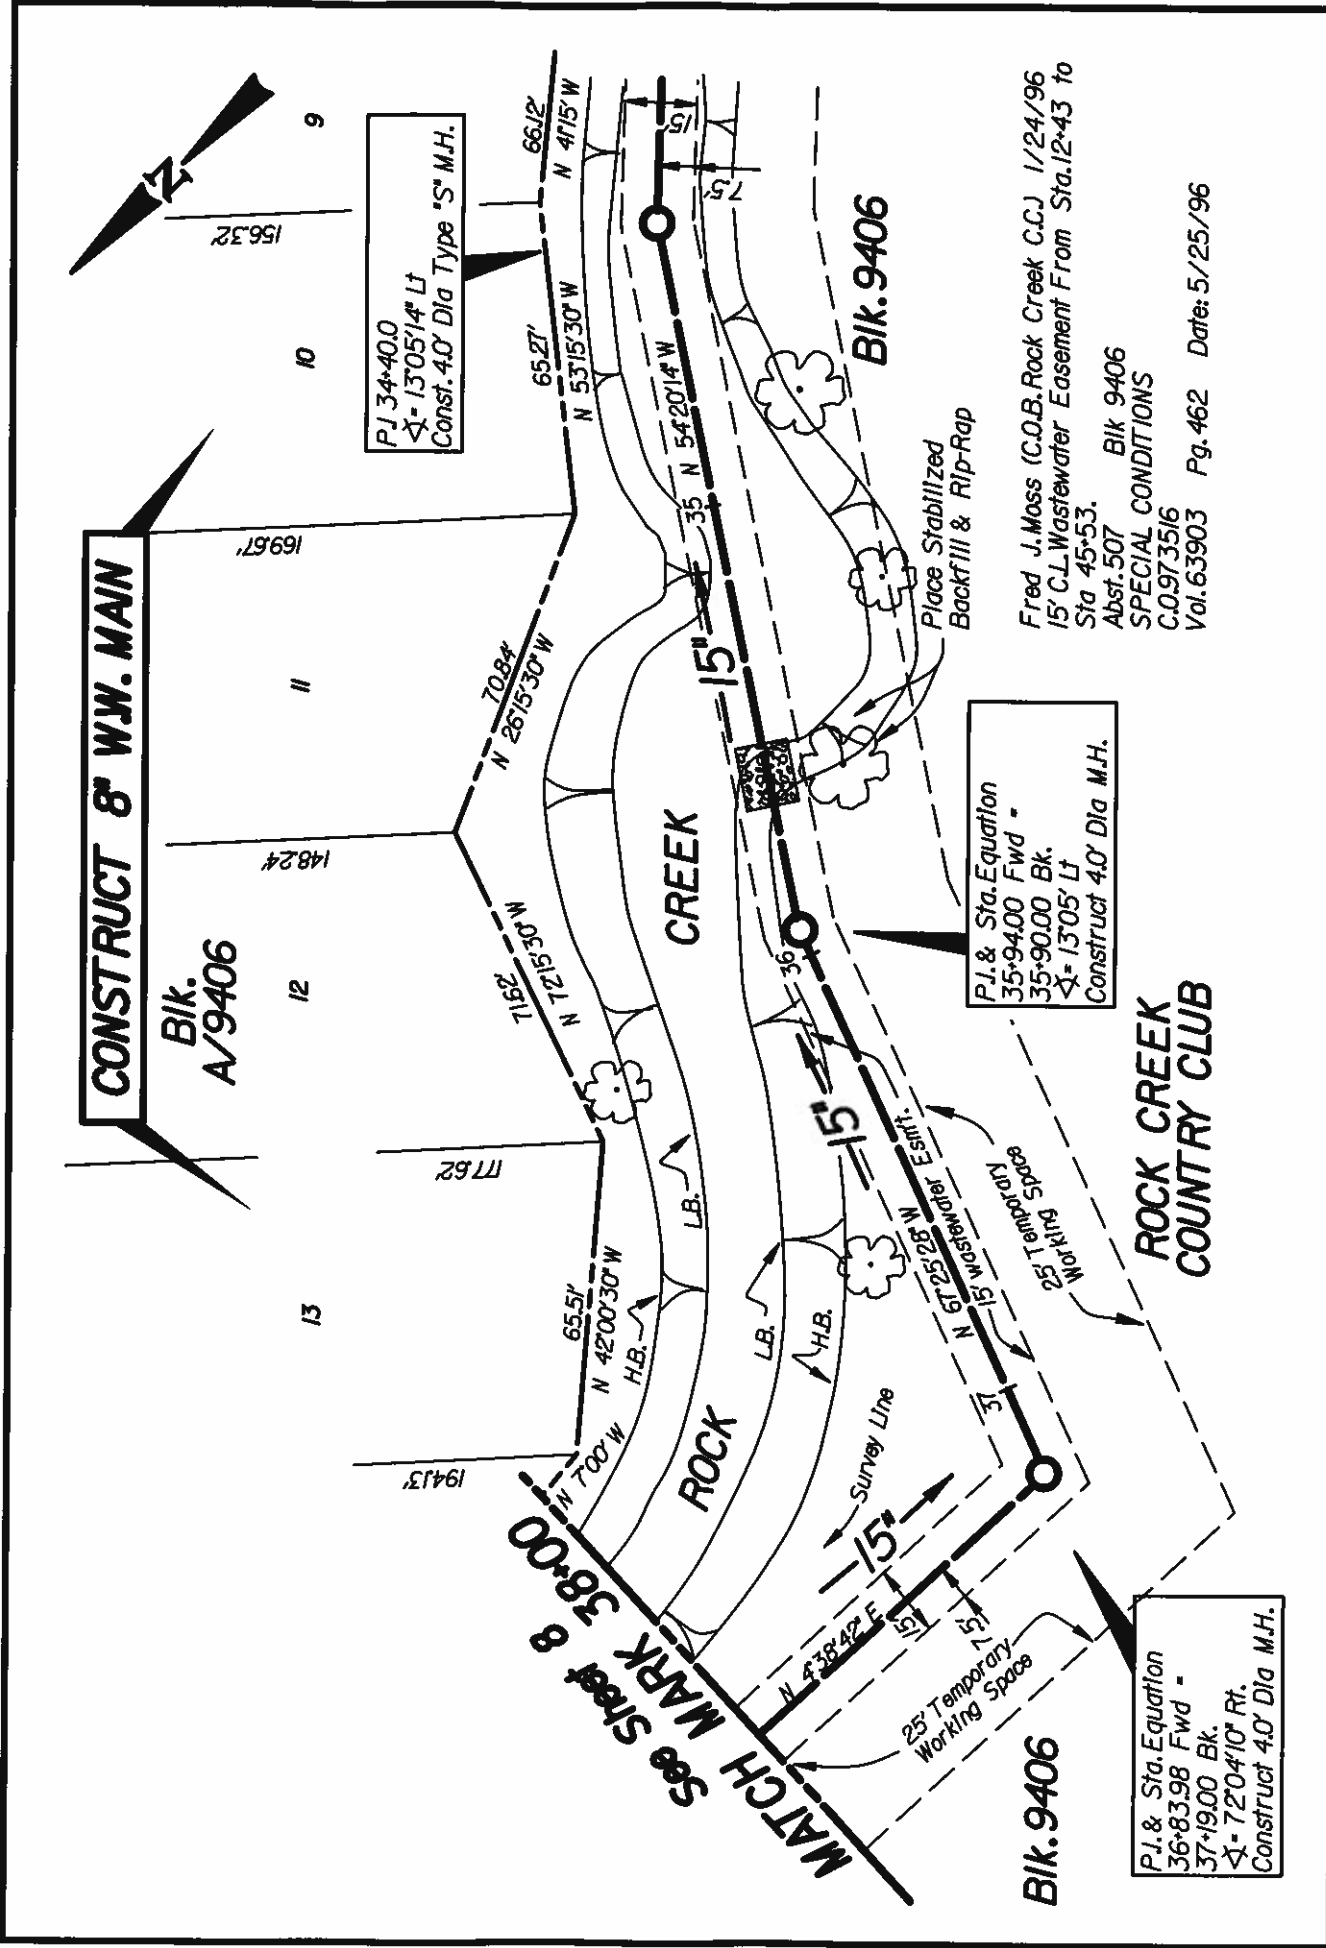 CONSTRUCT 8" W.W. MAIN
Blk.
A/9406
N
9
10
11
12
13
156.32'
169.67'
148.24'
177.62'
194.13'
P.I 34+40.0
∢= 13°05'14" Lt
Const. 4.0' Dia Type "S" M.H.
66.12'
N 41°15' W
65.27'
N 53°15'30" W
70.84'
N 26°15'30" W
71.52'
N 72°15'30" W
65.51'
N 42°00'30" W
N 7°00' W
See Sheet 8
MATCH MARK 38+00
ROCK
CREEK
H.B.
L.B.
L.B.
H.B.
15'
7.5'
N 54°20'14" W
35
15"
36
15"
N 67°25'28" W
15' wastewater Esm't.
37
Survey Line
15"
N 4°38'42" E
15'
7.5'
25' Temporary
Working Space
25' Temporary
Working Space
Blk.9406
Place Stabilized
Backfill & Rip-Rap
P.I.& Sta.Equation
35+94.00 Fwd =
35+90.00 Bk.
∢= 13°05' Lt
Construct 4.0' Dia M.H.
ROCK CREEK
COUNTRY CLUB
Blk.9406
P.I.& Sta.Equation
36+83.98 Fwd =
37+19.00 Bk.
∢= 72°04'10" Rt.
Construct 4.0' Dia M.H.
Fred J.Moss (C.O.B.Rock Creek C.C.) 1/24/96
15' C.L.Wastewater Easement From Sta.12+43 to
Sta 45+53.
Abst.507 Blk 9406
SPECIAL CONDITIONS
C.O.973516
Vol.63903 Pg.462 Date: 5/25/96